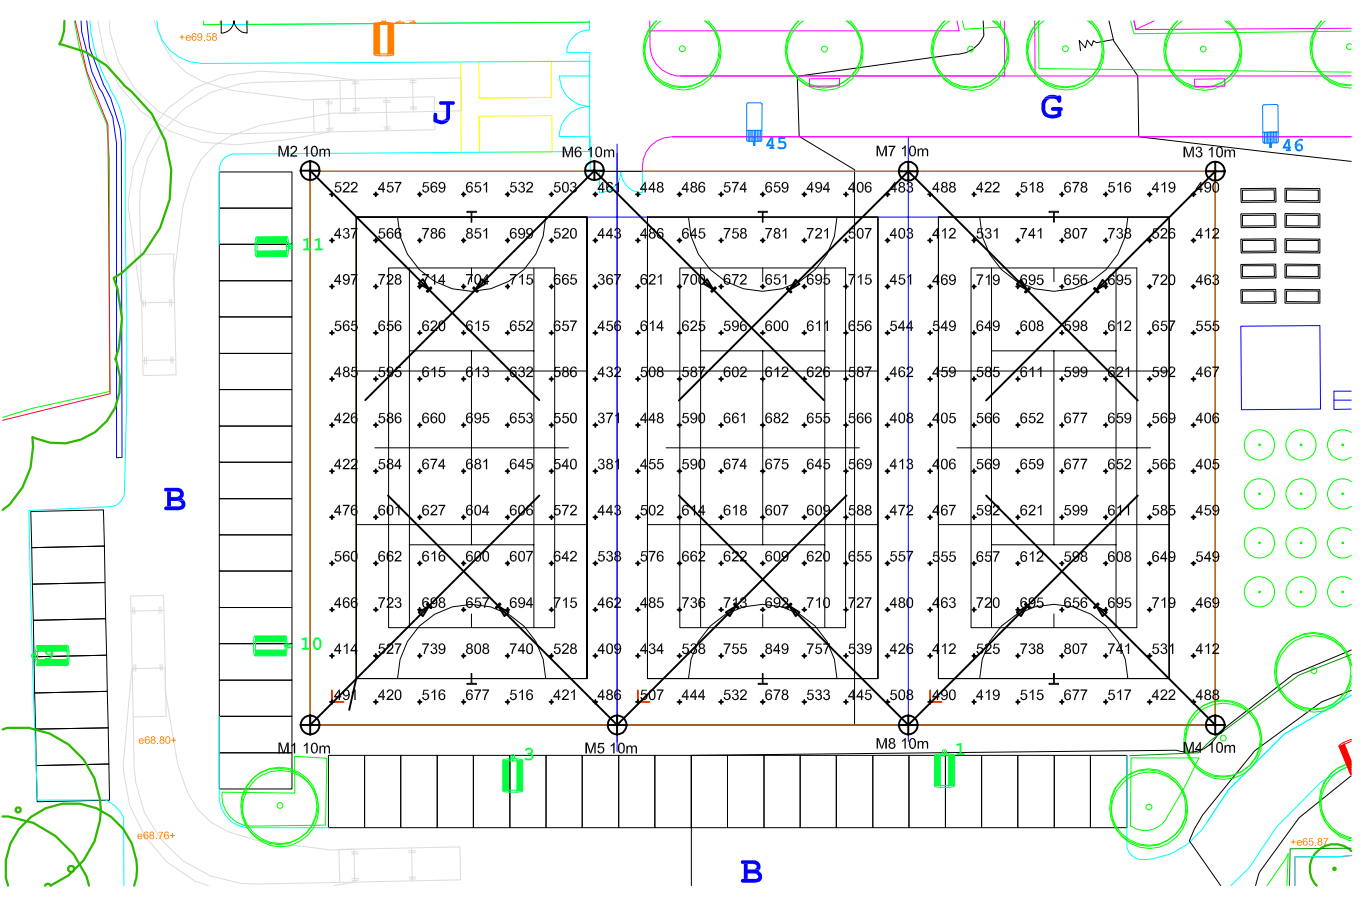 +e69,58
J
G
45
46
M2 10m
M6 10m
M7 10m
M3 10m
522 457 569 651 532 503 461 448 486 574 659 494 406 483 488 422 518 678 516 419 490
11
437 566 786 851 699 520 443 486 645 758 781 721 507 403 412 531 741 807 738 526 412
497 728 714 704 715 665 367 621 700 672 651 695 715 451 469 719 695 656 695 720 463
565 656 620 615 652 657 456 614 625 596 600 611 656 544 549 649 608 598 612 657 555
485 595 615 613 632 586 432 508 587 602 612 626 587 462 459 585 611 599 621 592 467
426 586 660 695 653 550 371 448 590 661 682 655 566 408 405 566 652 677 659 569 406
422 584 674 681 645 540 381 455 590 674 675 645 569 413 406 569 659 677 652 566 405
B
476 601 627 604 606 572 443 502 614 618 607 609 588 472 467 592 621 599 611 585 459
560 662 616 600 607 642 538 576 662 622 609 620 655 557 555 657 612 598 608 649 549
466 723 698 657 694 715 462 485 736 713 692 710 727 480 463 720 695 656 695 719 469
10
414 527 739 808 740 528 409 434 538 755 849 757 539 426 412 525 738 807 741 531 412
491 420 516 677 516 421 486 507 444 532 678 533 445 508 490 419 515 677 517 422 488
e68.80+
M1 10m
M5 10m
M8 10m
M4 10m
3
1
e68.76+
+e65.87
B